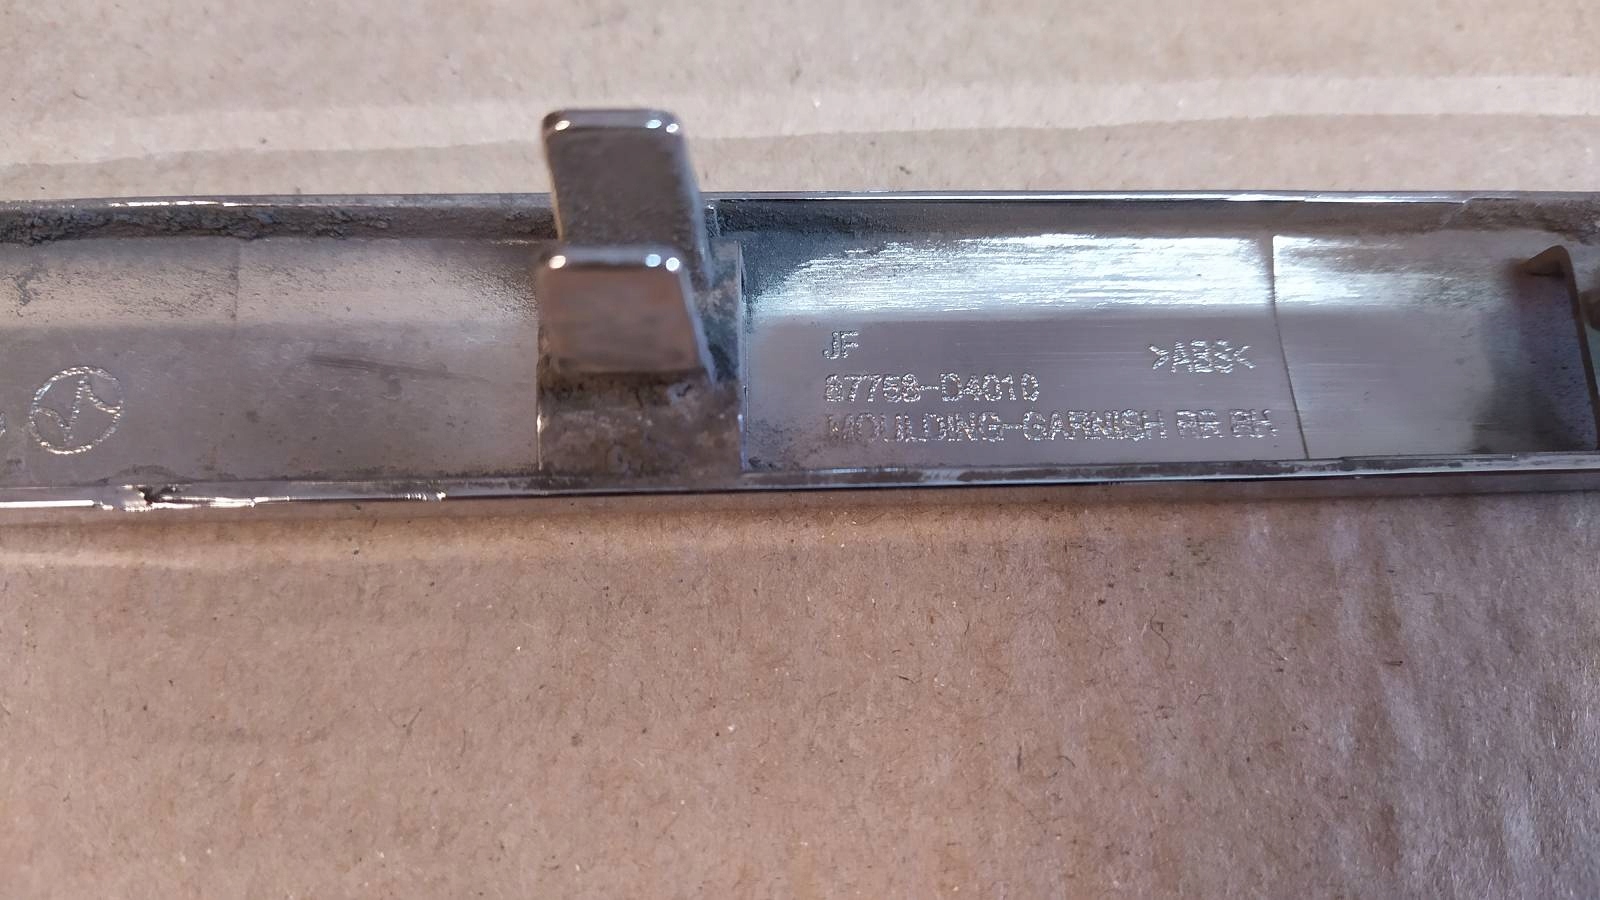 JF
87758-D4010
>ABS<
MOULDING-GARNISH RR RH